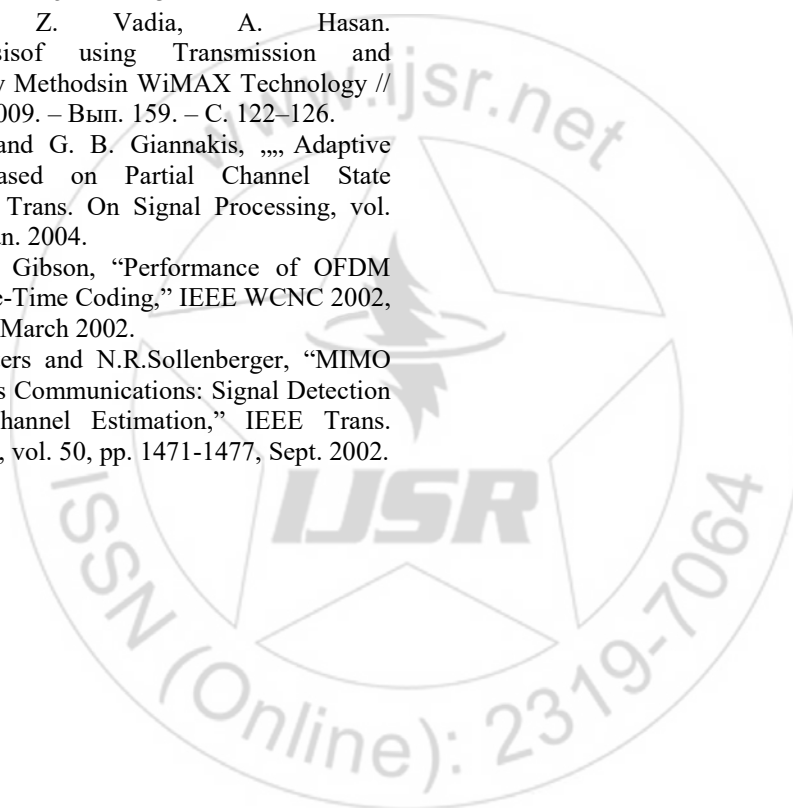 Z. Vadia, A. Hasan.
sisof using Transmission and
y Methodsin WiMAX Technology //
009. – Вып. 159. – С. 122–126.
and G. B. Giannakis, „„ Adaptive
ased on Partial Channel State
Trans. On Signal Processing, vol.
an. 2004.
Gibson, “Performance of OFDM
e-Time Coding,” IEEE WCNC 2002,
March 2002.
ers and N.R.Sollenberger, “MIMO
s Communications: Signal Detection
hannel Estimation,” IEEE Trans.
, vol. 50, pp. 1471-1477, Sept. 2002.
www.ijsr.net
IJSR
ISSN (Online): 2319-7064